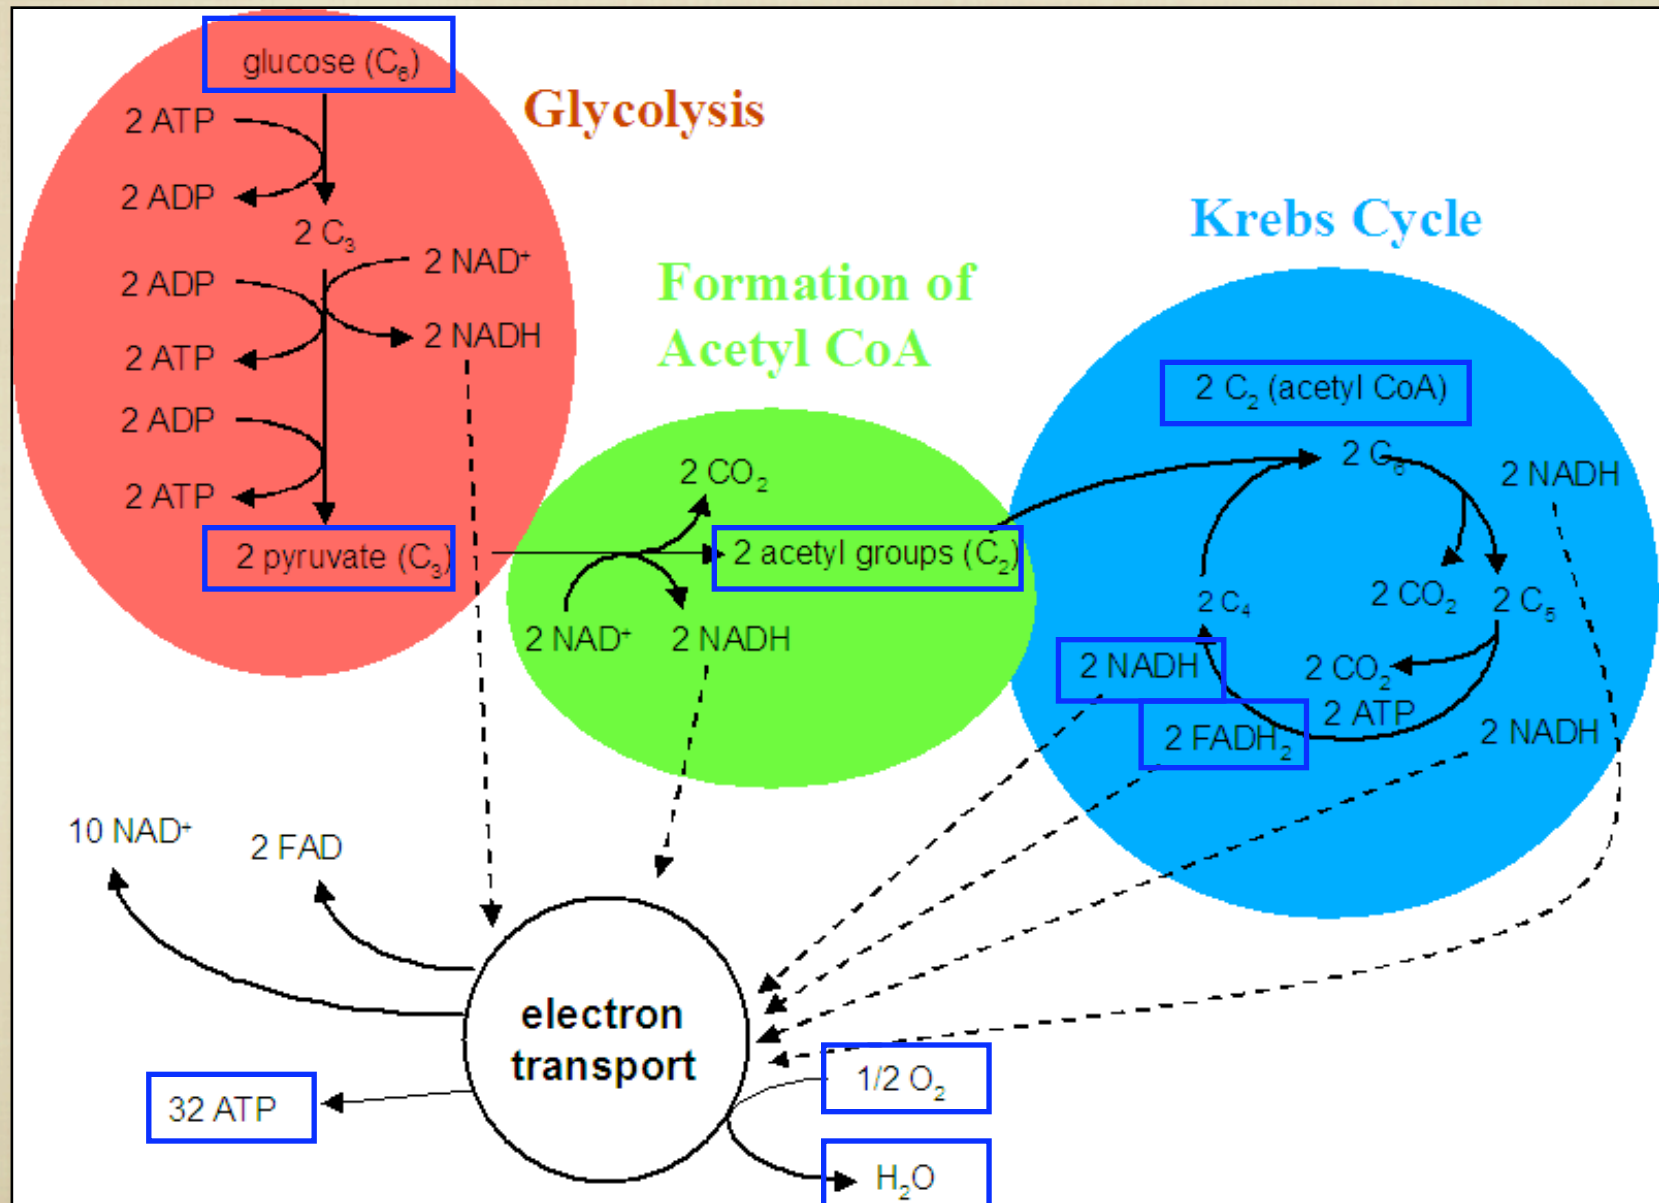 glucose (C₆)
Glycolysis
2 ATP
2 ADP
2 C₃
2 ADP
2 NAD⁺
2 ATP
2 NADH
2 ADP
2 ATP
2 pyruvate (C₃)
Formation of
Acetyl CoA
2 CO₂
2 acetyl groups (C₂)
2 NAD⁺
2 NADH
Krebs Cycle
2 C₂ (acetyl CoA)
2 C₆
2 NADH
2 C₄
2 CO₂
2 C₅
2 NADH
2 CO₂
2 ATP
2 FADH₂
2 NADH
10 NAD⁺
2 FAD
electron
transport
32 ATP
1/2 O₂
H₂O